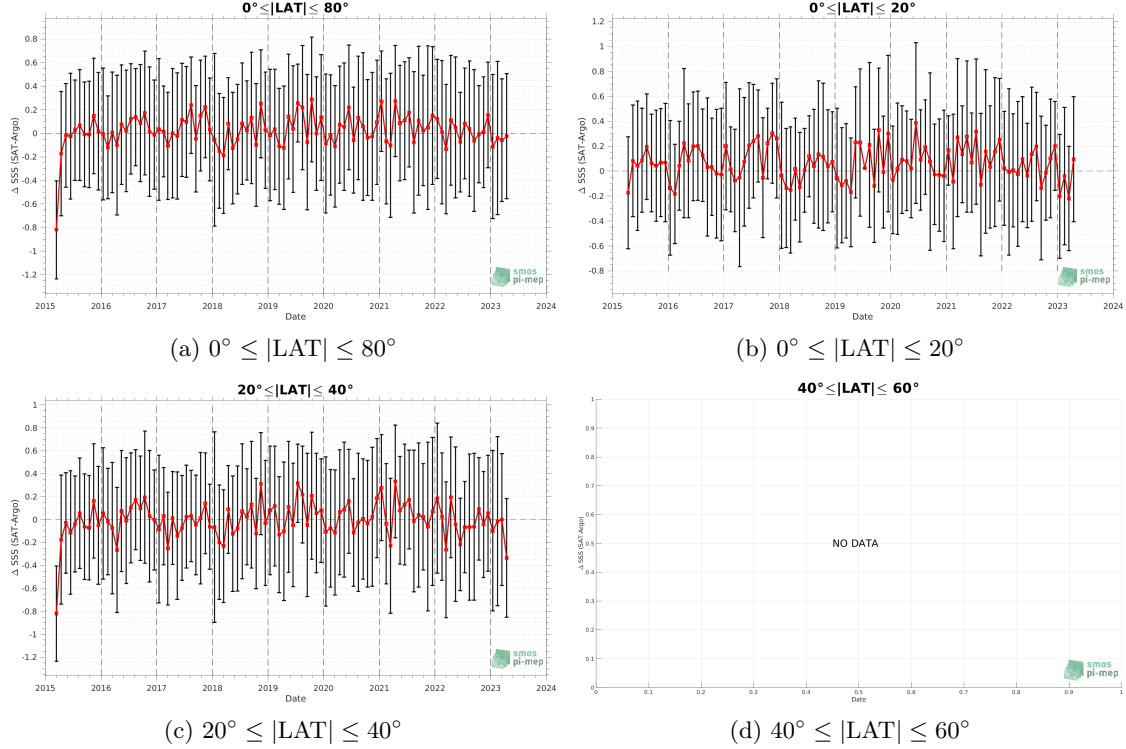 0°≤|LAT|≤ 80°
Δ SSS (SAT-Argo)
0.8
0.6
0.4
0.2
0
-0.2
-0.4
-0.6
-0.8
-1
-1.2
2015 2016 2017 2018 2019 2020 2021 2022 2023 2024
Date
smos
pi-mep
(a) 0° ≤ |LAT| ≤ 80°
0°≤|LAT|≤ 20°
Δ SSS (SAT-Argo)
1.2
1
0.8
0.6
0.4
0.2
0
-0.2
-0.4
-0.6
-0.8
2015 2016 2017 2018 2019 2020 2021 2022 2023 2024
Date
smos
pi-mep
(b) 0° ≤ |LAT| ≤ 20°
20°≤|LAT|≤ 40°
Δ SSS (SAT-Argo)
1
0.8
0.6
0.4
0.2
0
-0.2
-0.4
-0.6
-0.8
-1
-1.2
2015 2016 2017 2018 2019 2020 2021 2022 2023 2024
Date
smos
pi-mep
(c) 20° ≤ |LAT| ≤ 40°
40°≤|LAT|≤ 60°
Δ SSS (SAT-Argo)
1
0.9
0.8
0.7
0.6
0.5
0.4
0.3
0.2
0.1
0
NO DATA
0 0.1 0.2 0.3 0.4 0.5 0.6 0.7 0.8 0.9 1
Date
smos
pi-mep
(d) 40° ≤ |LAT| ≤ 60°